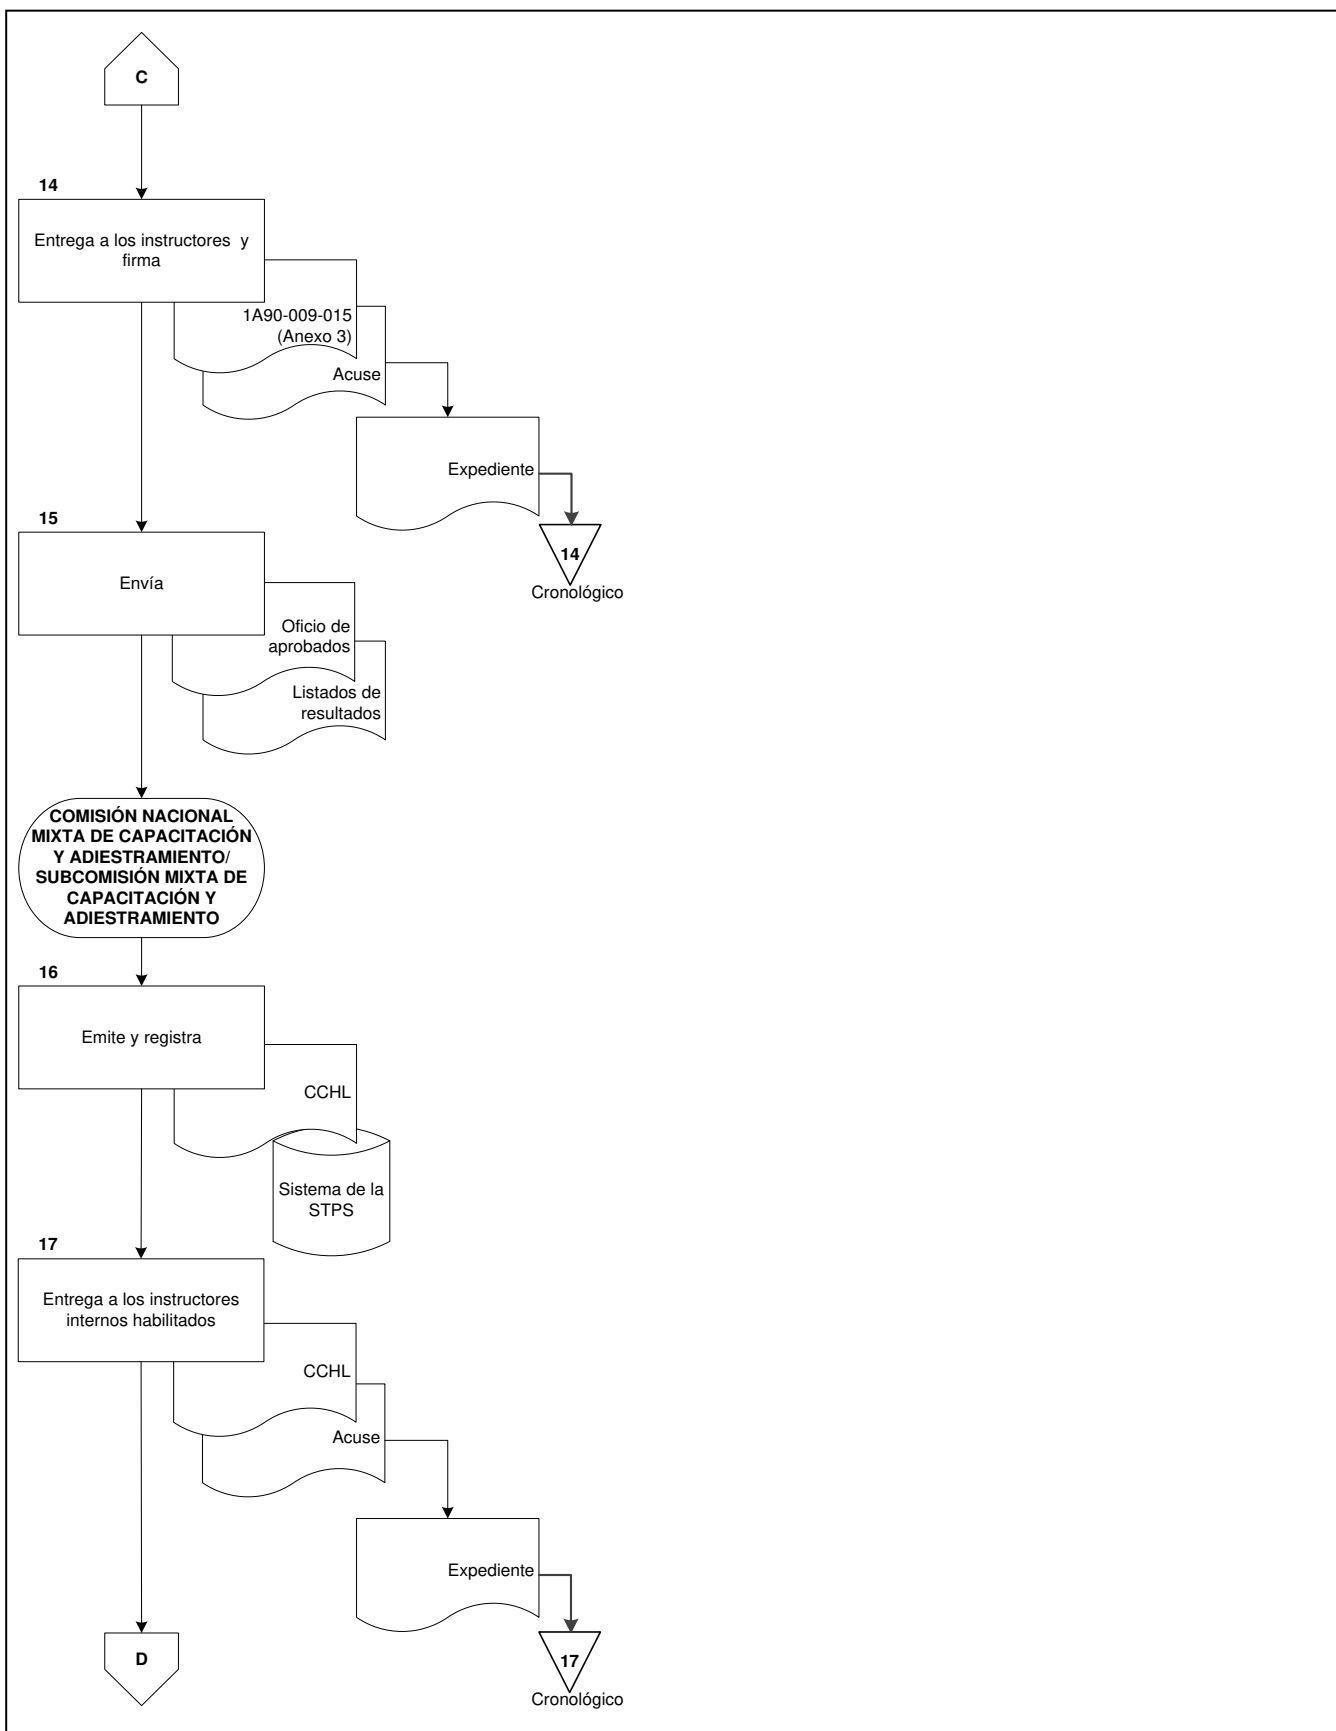 C
14
Entrega a los instructores y
firma
1A90-009-015
(Anexo 3)
Acuse
Expediente
14
Cronológico
15
Envía
Oficio de
aprobados
Listados de
resultados
COMISIÓN NACIONAL
MIXTA DE CAPACITACIÓN
Y ADIESTRAMIENTO/
SUBCOMISIÓN MIXTA DE
CAPACITACIÓN Y
ADIESTRAMIENTO
16
Emite y registra
CCHL
Sistema de la
STPS
17
Entrega a los instructores
internos habilitados
CCHL
Acuse
Expediente
17
Cronológico
D